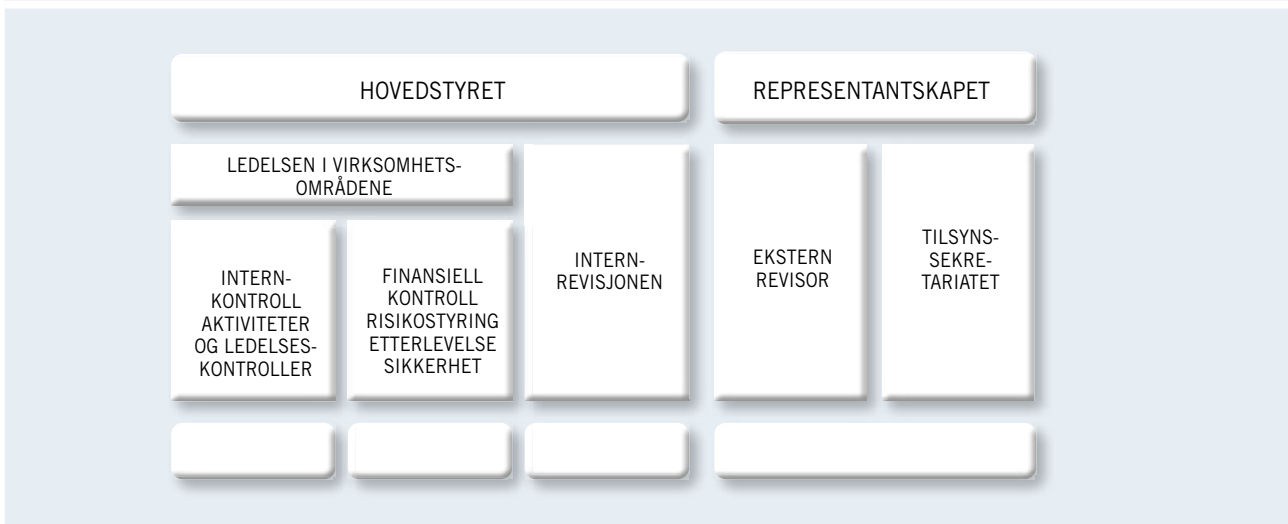 HOVEDSTYRET
REPRESENTANTSKAPET
LEDELSEN I VIRKSOMHETS-
OMRÅDENE
INTERN-
KONTROLL
AKTIVITETER
OG LEDELSES-
KONTROLLER
FINANSIELL
KONTROLL
RISIKOSTYRING
ETTERLEVELSE
SIKKERHET
INTERN-
REVISJONEN
EKSTERN
REVISOR
TILSYNS-
SEKRE-
TARIATET